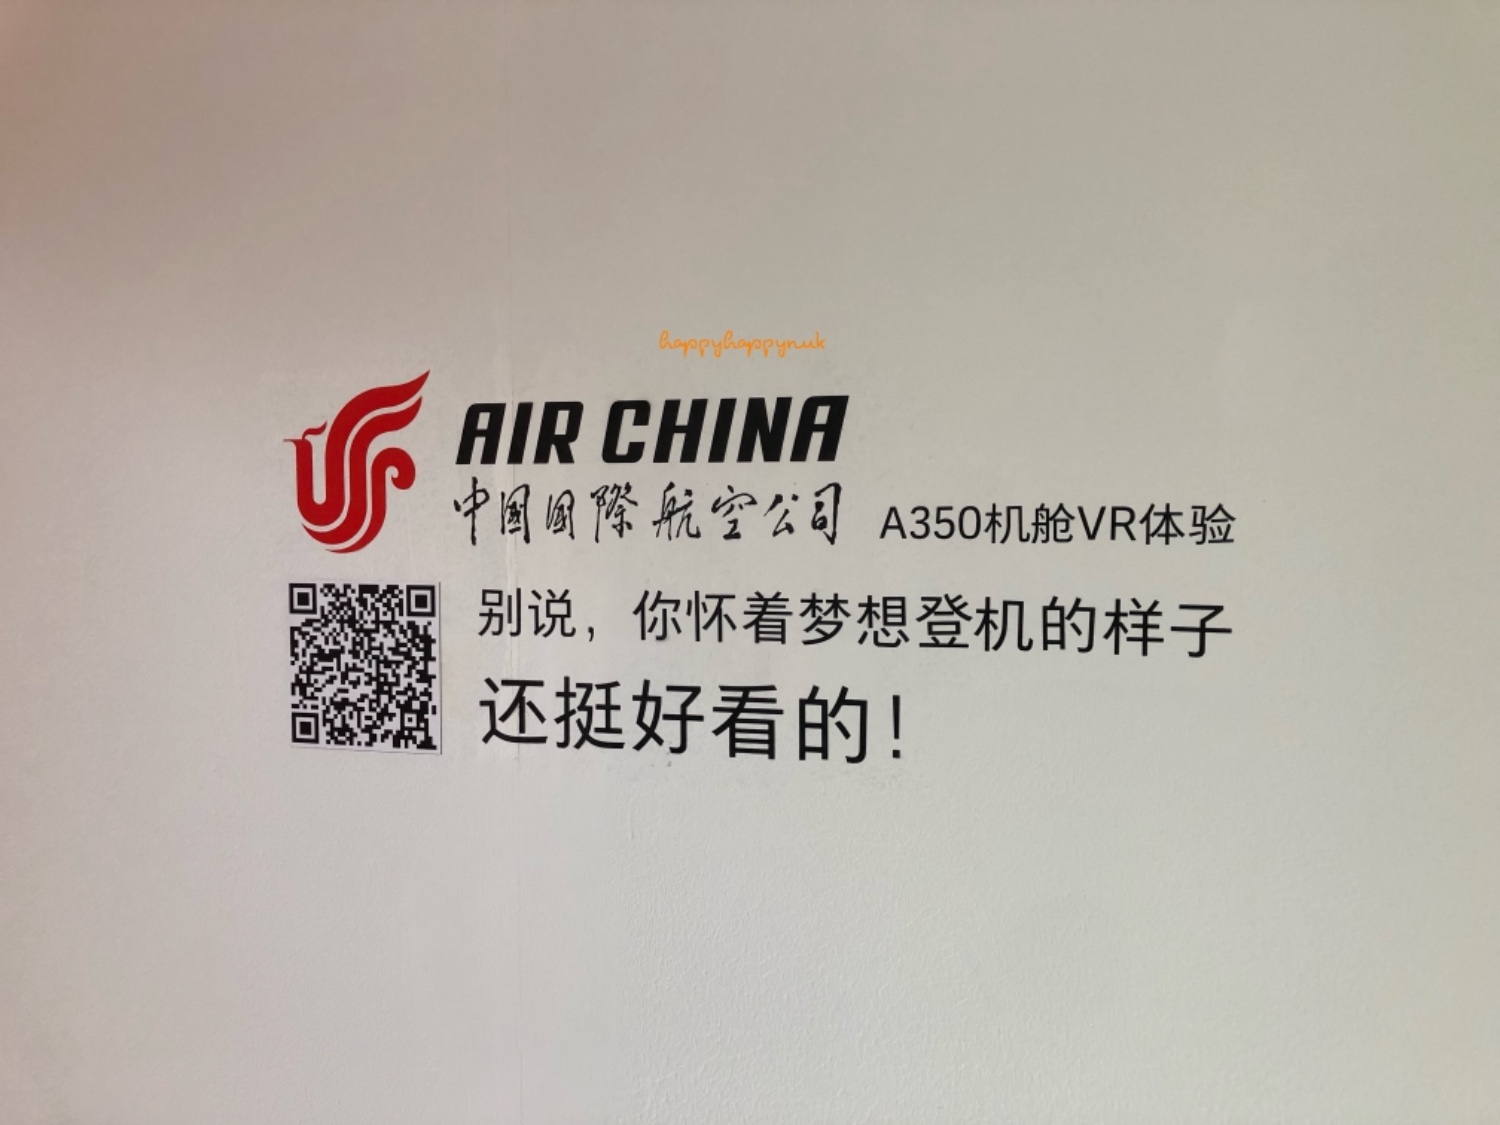 happyhappynuk
AIR CHINA
中国国際航空公司 A350机舱VR体验
别说，你怀着梦想登机的样子
还挺好看的！